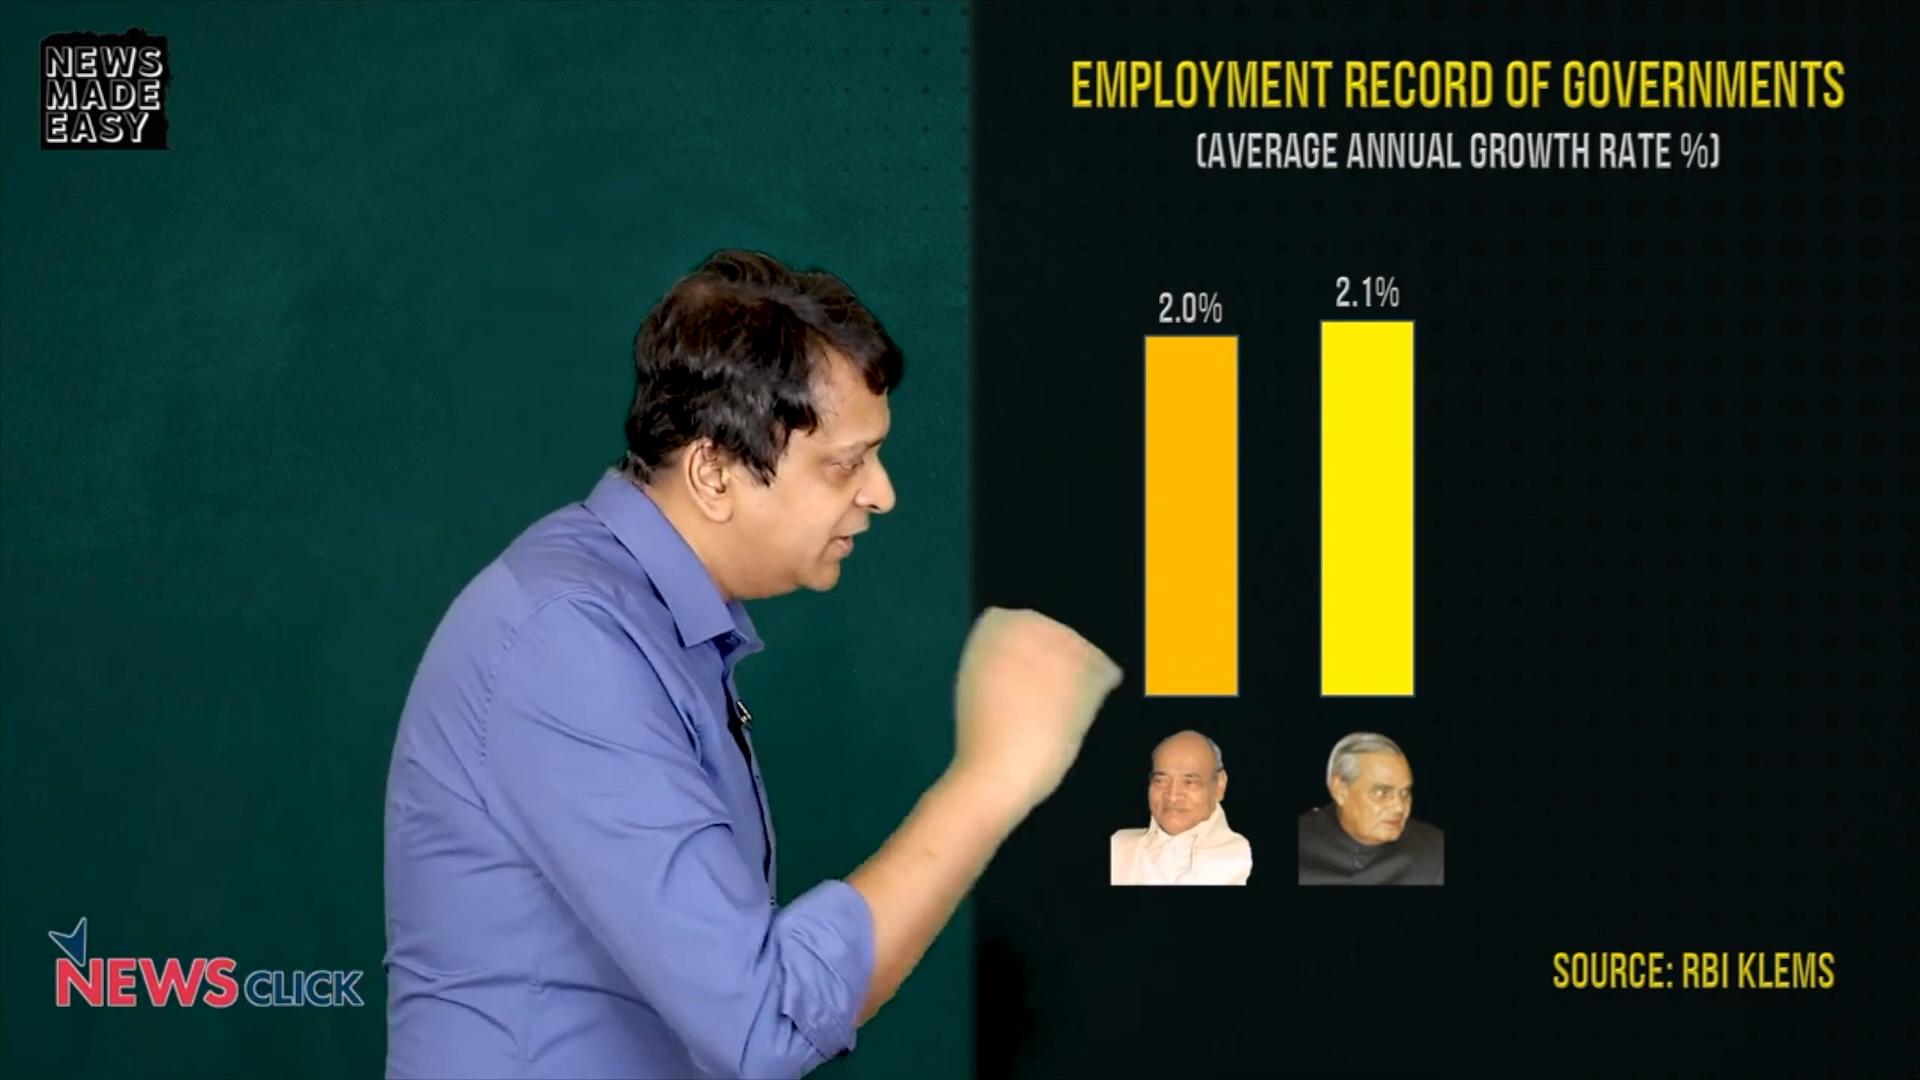 NEWS
MADE
EASY
EMPLOYMENT RECORD OF GOVERNMENTS
(AVERAGE ANNUAL GROWTH RATE %)
2.0%
2.1%
SOURCE: RBI KLEMS
NEWSCLICK